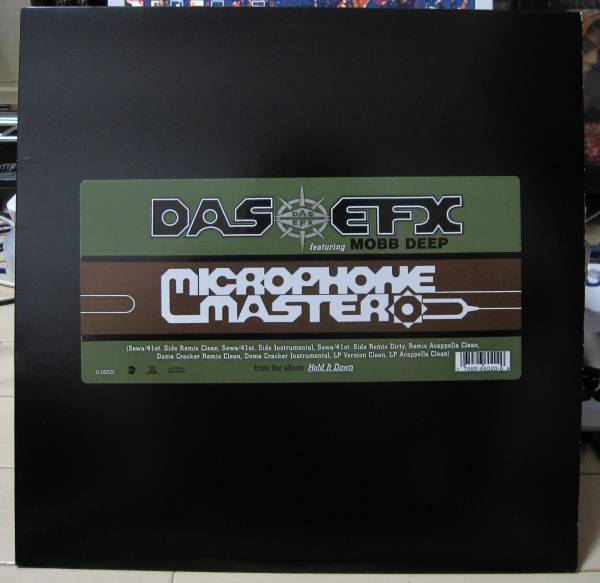 DAS EFX
DAS
EFX
featuring MOBB DEEP
MICROPHONE
MASTER
(Sewa/41st. Side Remix Clean, Sewa/41st. Side Instrumental, Sewa/41st. Side Remix Dirty, Remix Acappella Clean,
Dome Cracker Remix Clean, Dome Cracker Instrumental, LP Version Clean, LP Acappella Clean)
0-66020
from the album Hold It Down